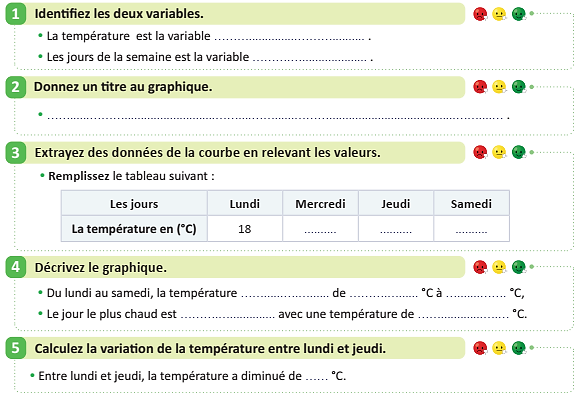 1 Identifiez les deux variables.
• La température est la variable ................................................ .
• Les jours de la semaine est la variable ..................................... .
2 Donnez un titre au graphique.
• ........................................................................................................................ .
3 Extrayez des données de la courbe en relevant les valeurs.
• Remplissez le tableau suivant :
Les jours Lundi Mercredi Jeudi Samedi
La température en (°C) 18 .......... .......... ..........
4 Décrivez le graphique.
• Du lundi au samedi, la température ........................ de .................. °C à ................ °C,
• Le jour le plus chaud est .......................... avec une température de ......................... °C.
5 Calculez la variation de la température entre lundi et jeudi.
• Entre lundi et jeudi, la température a diminué de ...... °C.